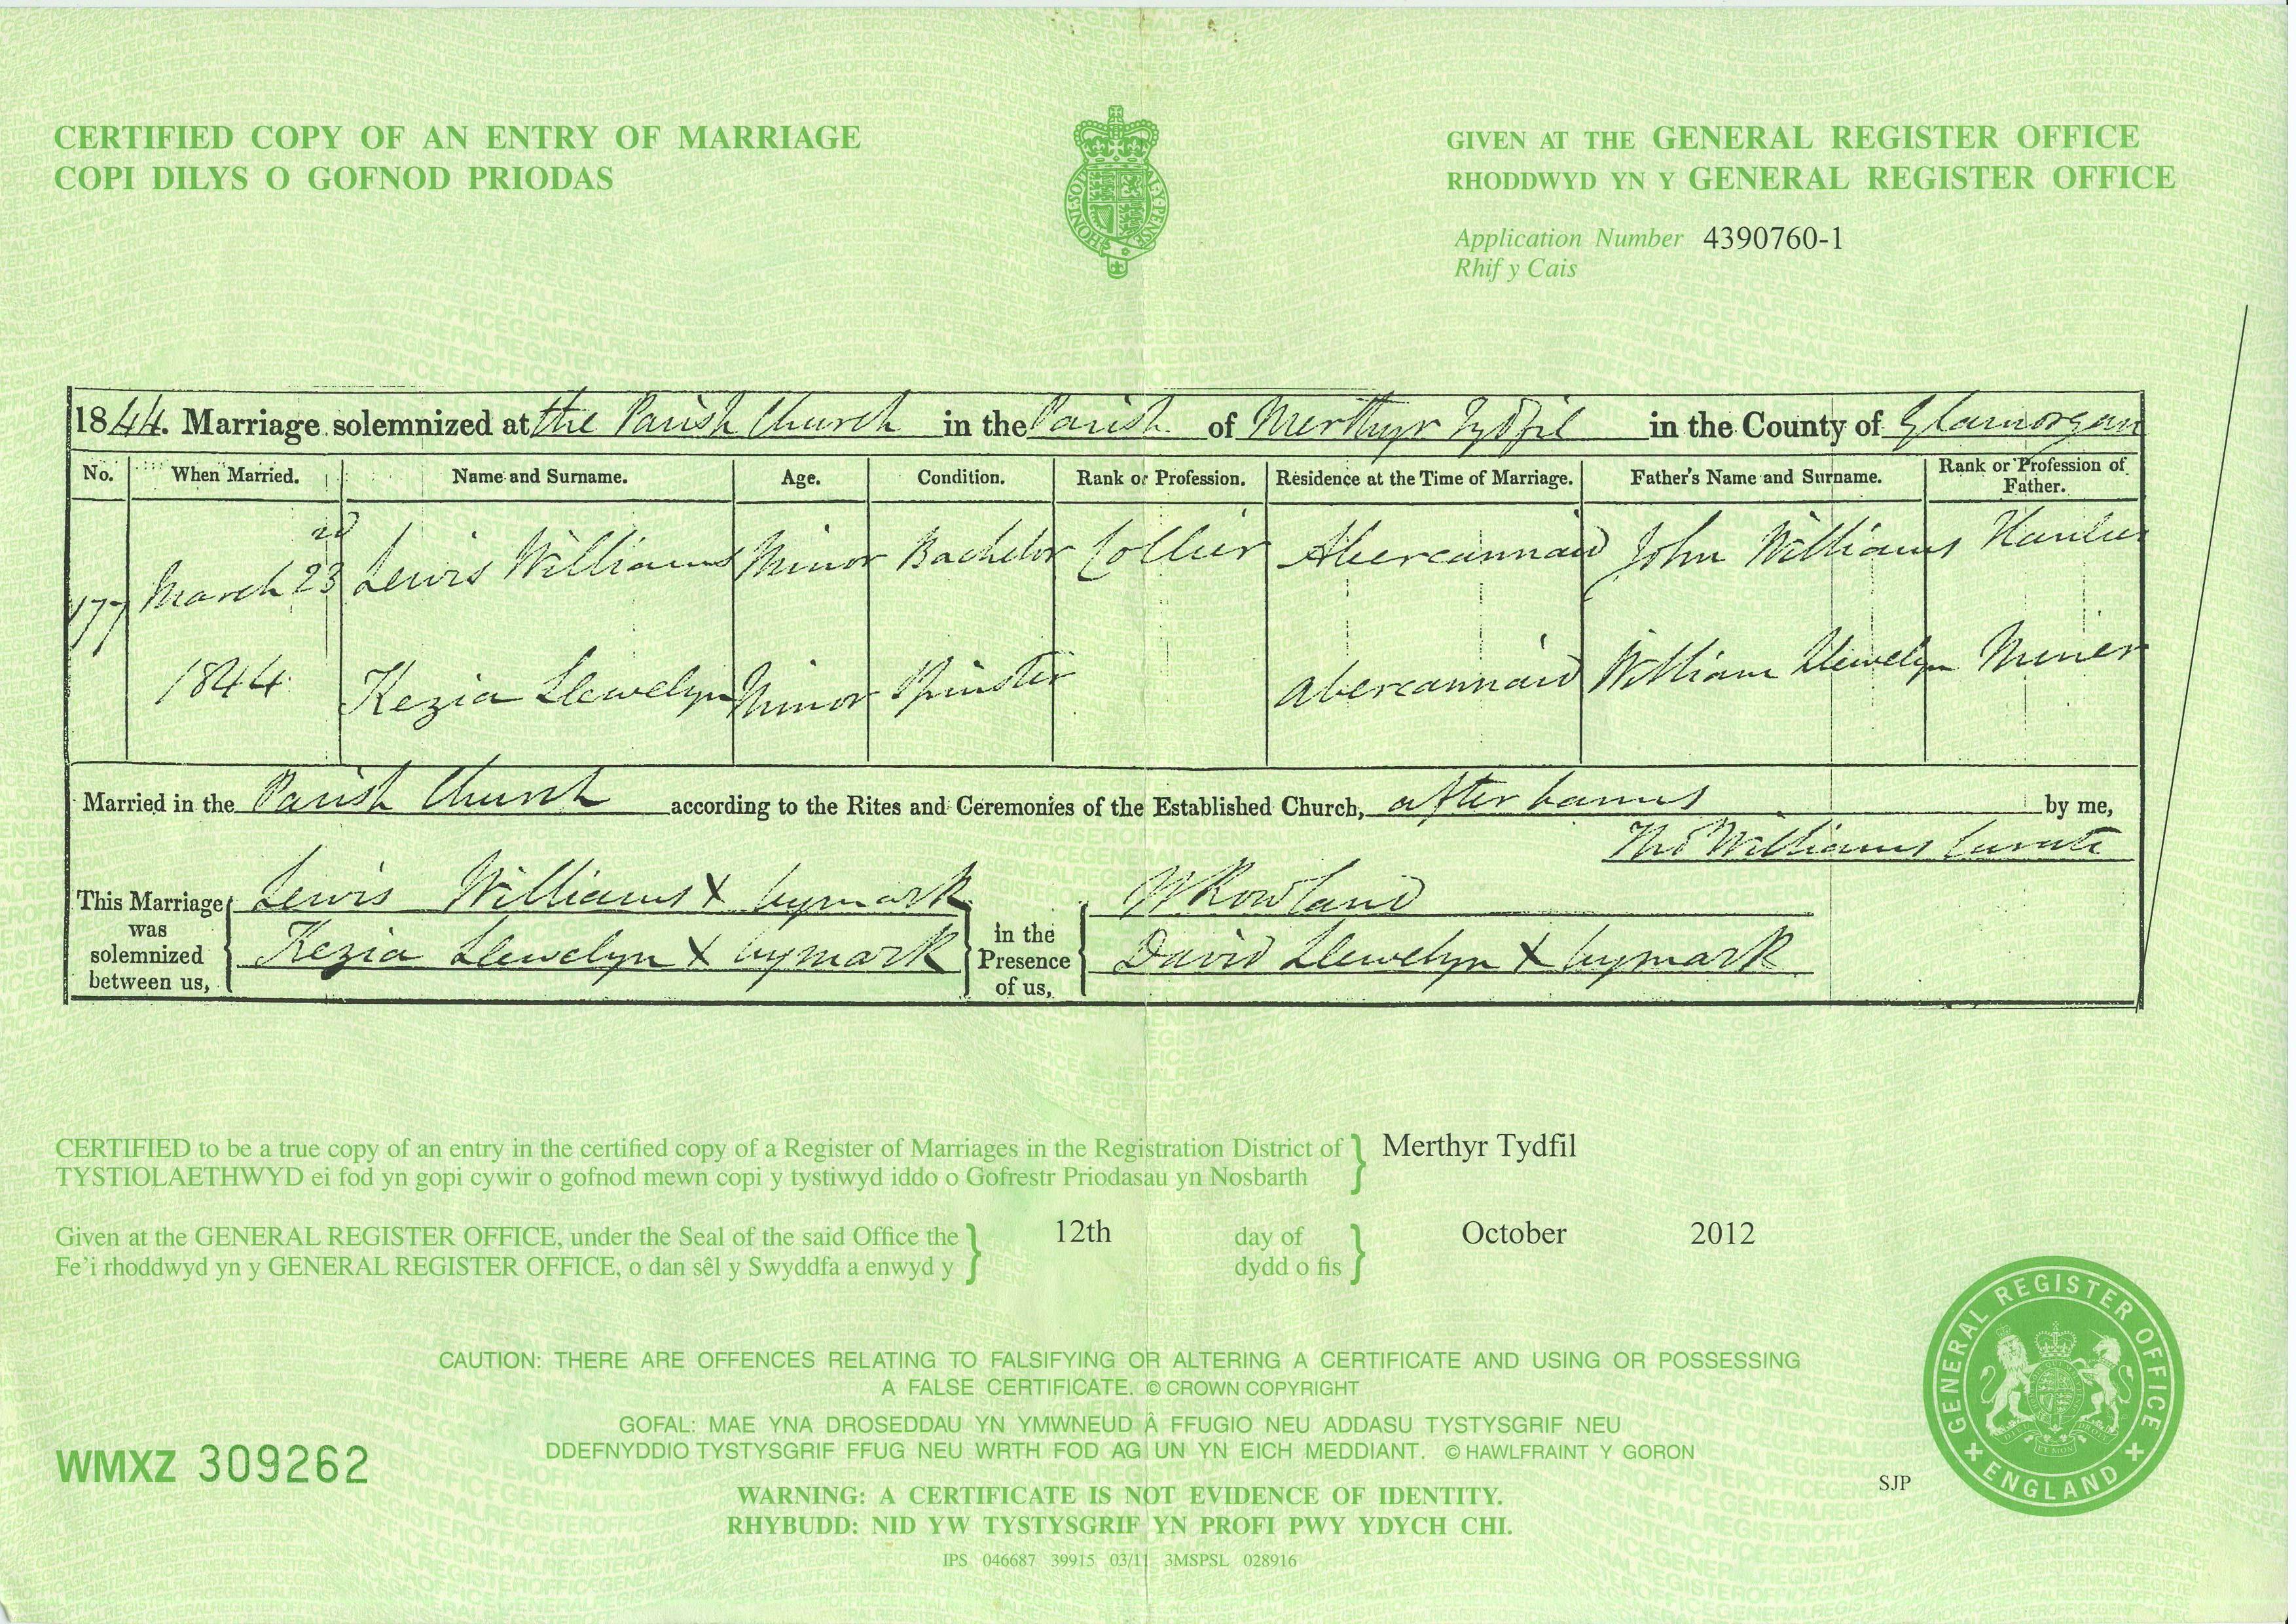 CERTIFIED COPY OF AN ENTRY OF MARRIAGE
COPI DILYS O GOFNOD PRIODAS
GIVEN AT THE GENERAL REGISTER OFFICE
RHODDWYD YN Y GENERAL REGISTER OFFICE
Application Number 4390760-1
Rhif y Cais
1844. Marriage solemnized at the Parish Church in the Parish of Merthyr Tydfil in the County of Glamorgan
No. When Married. Name and Surname. Age. Condition. Rank or Profession. Residence at the Time of Marriage. Father's Name and Surname. Rank or Profession of Father.
177 March 23rd Lewis Williams Minor Bachelor Collier Abercannaid John Williams
1844 Kezia Llewelyn Minor Spinster Abercannaid William Llewelyn Miner
Married in the Parish Church according to the Rites and Ceremonies of the Established Church, after banns by me,
Thos Williams Curate
This Marriage was solemnized between us,
Lewis Williams X by mark
Kezia Llewelyn X by mark
in the Presence of us,
W Rowland
David Llewelyn X by mark
CERTIFIED to be a true copy of an entry in the certified copy of a Register of Marriages in the Registration District of } Merthyr Tydfil
TYSTIOLAETHWYD ei fod yn gopi cywir o gofnod mewn copi y tystiwyd iddo o Gofrestr Priodasau yn Nosbarth
Given at the GENERAL REGISTER OFFICE, under the Seal of the said Office the } 12th day of } October 2012
Fe'i rhoddwyd yn y GENERAL REGISTER OFFICE, o dan sêl y Swyddfa a enwyd y dydd o fis
CAUTION: THERE ARE OFFENCES RELATING TO FALSIFYING OR ALTERING A CERTIFICATE AND USING OR POSSESSING
A FALSE CERTIFICATE. © CROWN COPYRIGHT
GOFAL: MAE YNA DROSEDDAU YN YMWNEUD Â FFUGIO NEU ADDASU TYSTYSGRIF NEU
DDEFNYDDIO TYSTYSGRIF FFUG NEU WRTH FOD AG UN YN EICH MEDDIANT. © HAWLFRAINT Y GORON
WARNING: A CERTIFICATE IS NOT EVIDENCE OF IDENTITY.
RHYBUDD: NID YW TYSTYSGRIF YN PROFI PWY YDYCH CHI.
IPS 046687 39915 03/11 3MSPSL 028916
WMXZ 309262
SJP
GENERAL REGISTER OFFICE
ENGLAND